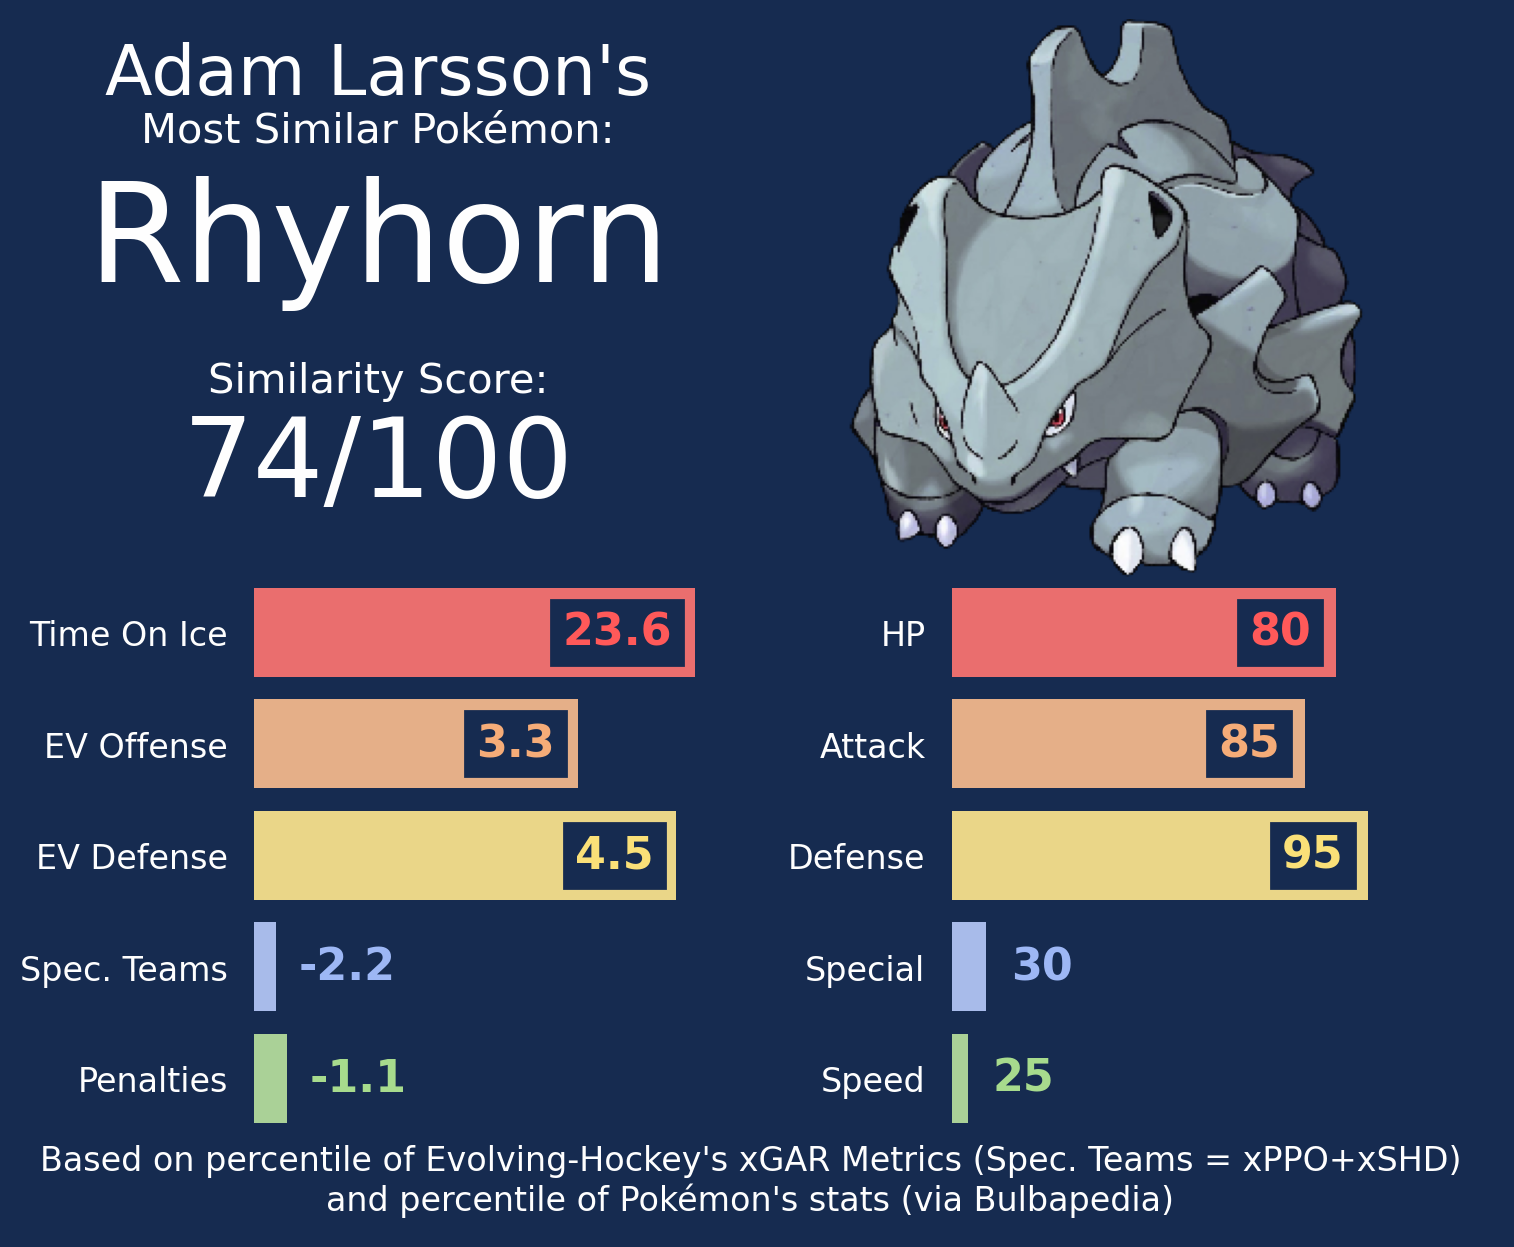 Adam Larsson's
Most Similar Pokémon:
Rhyhorn
Similarity Score:
74/100
Time On Ice 23.6
EV Offense 3.3
EV Defense 4.5
Spec. Teams -2.2
Penalties -1.1
HP 80
Attack 85
Defense 95
Special 30
Speed 25
Based on percentile of Evolving-Hockey's xGAR Metrics (Spec. Teams = xPPO+xSHD)
and percentile of Pokémon's stats (via Bulbapedia)